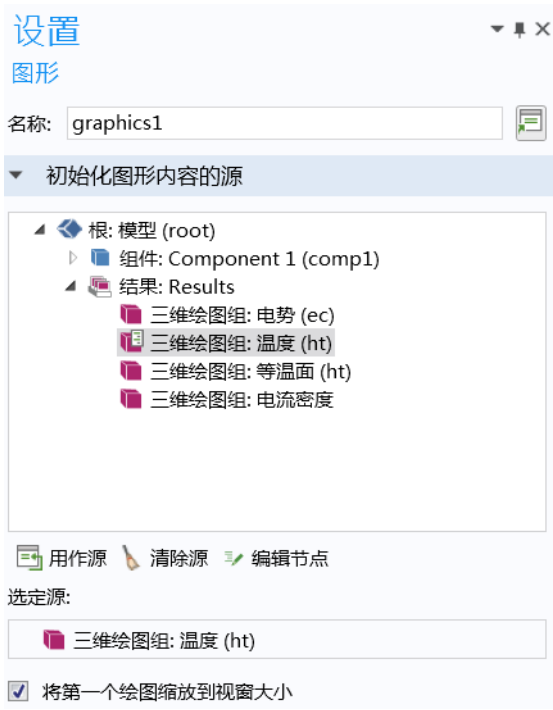 设置
图形
名称: graphics1
初始化图形内容的源
根: 模型 (root)
组件: Component 1 (comp1)
结果: Results
三维绘图组: 电势 (ec)
三维绘图组: 温度 (ht)
三维绘图组: 等温面 (ht)
三维绘图组: 电流密度
用作源 清除源 编辑节点
选定源:
三维绘图组: 温度 (ht)
将第一个绘图缩放到视窗大小